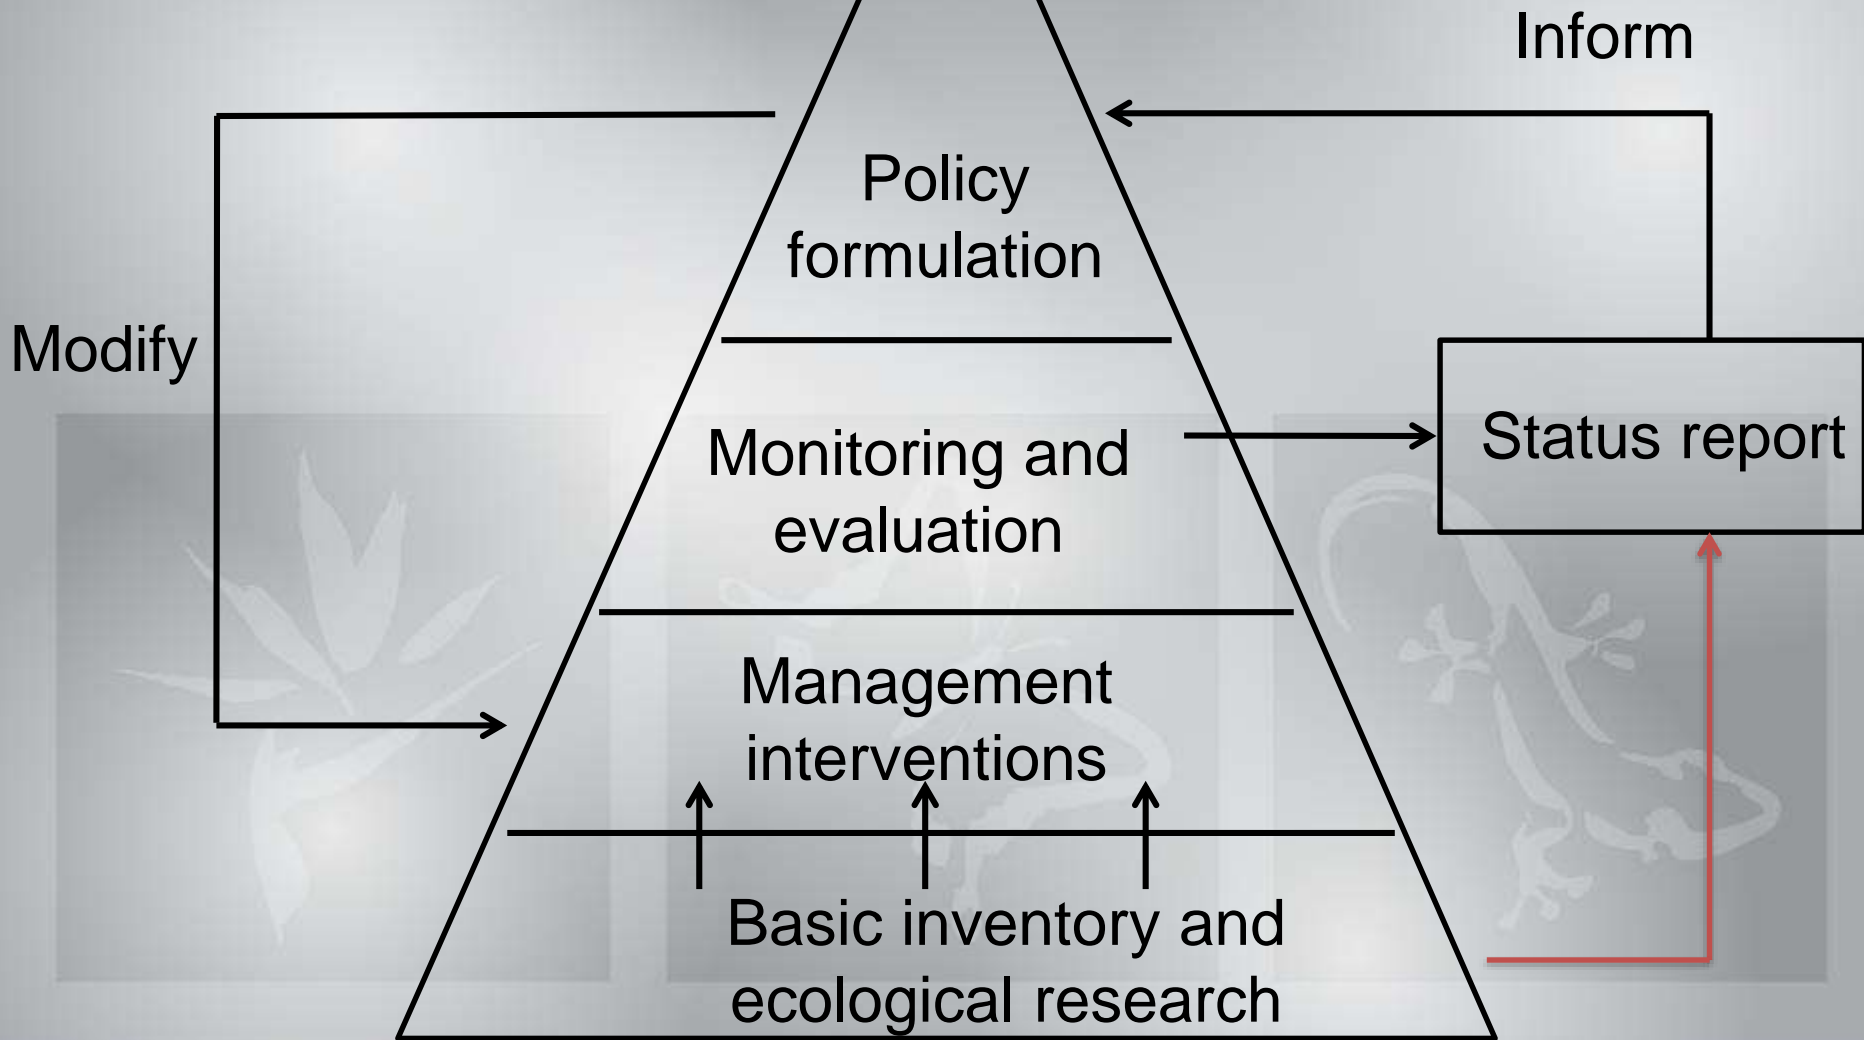 Inform
Policy
formulation
Modify
Monitoring and
evaluation
Status report
Management
interventions
Basic inventory and
ecological research